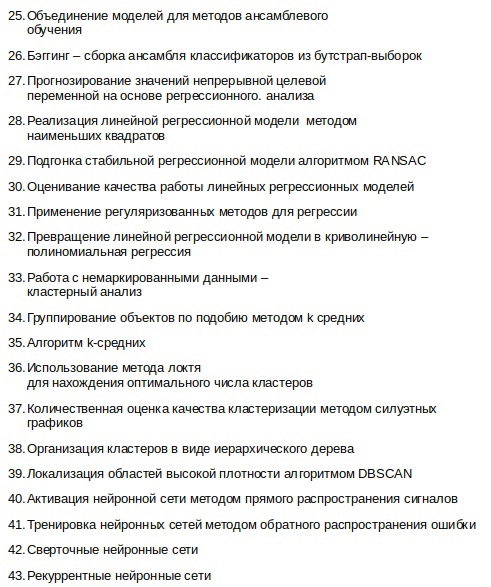 25. Объединение моделей для методов ансамблевого
обучения
26. Бэггинг – сборка ансамбля классификаторов из бутстрап-выборок
27. Прогнозирование значений непрерывной целевой
переменной на основе регрессионного. анализа
28. Реализация линейной регрессионной модели методом
наименьших квадратов
29. Подгонка стабильной регрессионной модели алгоритмом RANSAC
30. Оценивание качества работы линейных регрессионных моделей
31. Применение регуляризованных методов для регрессии
32. Превращение линейной регрессионной модели в криволинейную –
полиномиальная регрессия
33. Работа с немаркированными данными –
кластерный анализ
34. Группирование объектов по подобию методом k средних
35. Алгоритм k-средних
36. Использование метода локтя
для нахождения оптимального числа кластеров
37. Количественная оценка качества кластеризации методом силуэтных
графиков
38. Организация кластеров в виде иерархического дерева
39. Локализация областей высокой плотности алгоритмом DBSCAN
40. Активация нейронной сети методом прямого распространения сигналов
41. Тренировка нейронных сетей методом обратного распространения ошибки
42. Сверточные нейронные сети
43. Рекуррентные нейронные сети